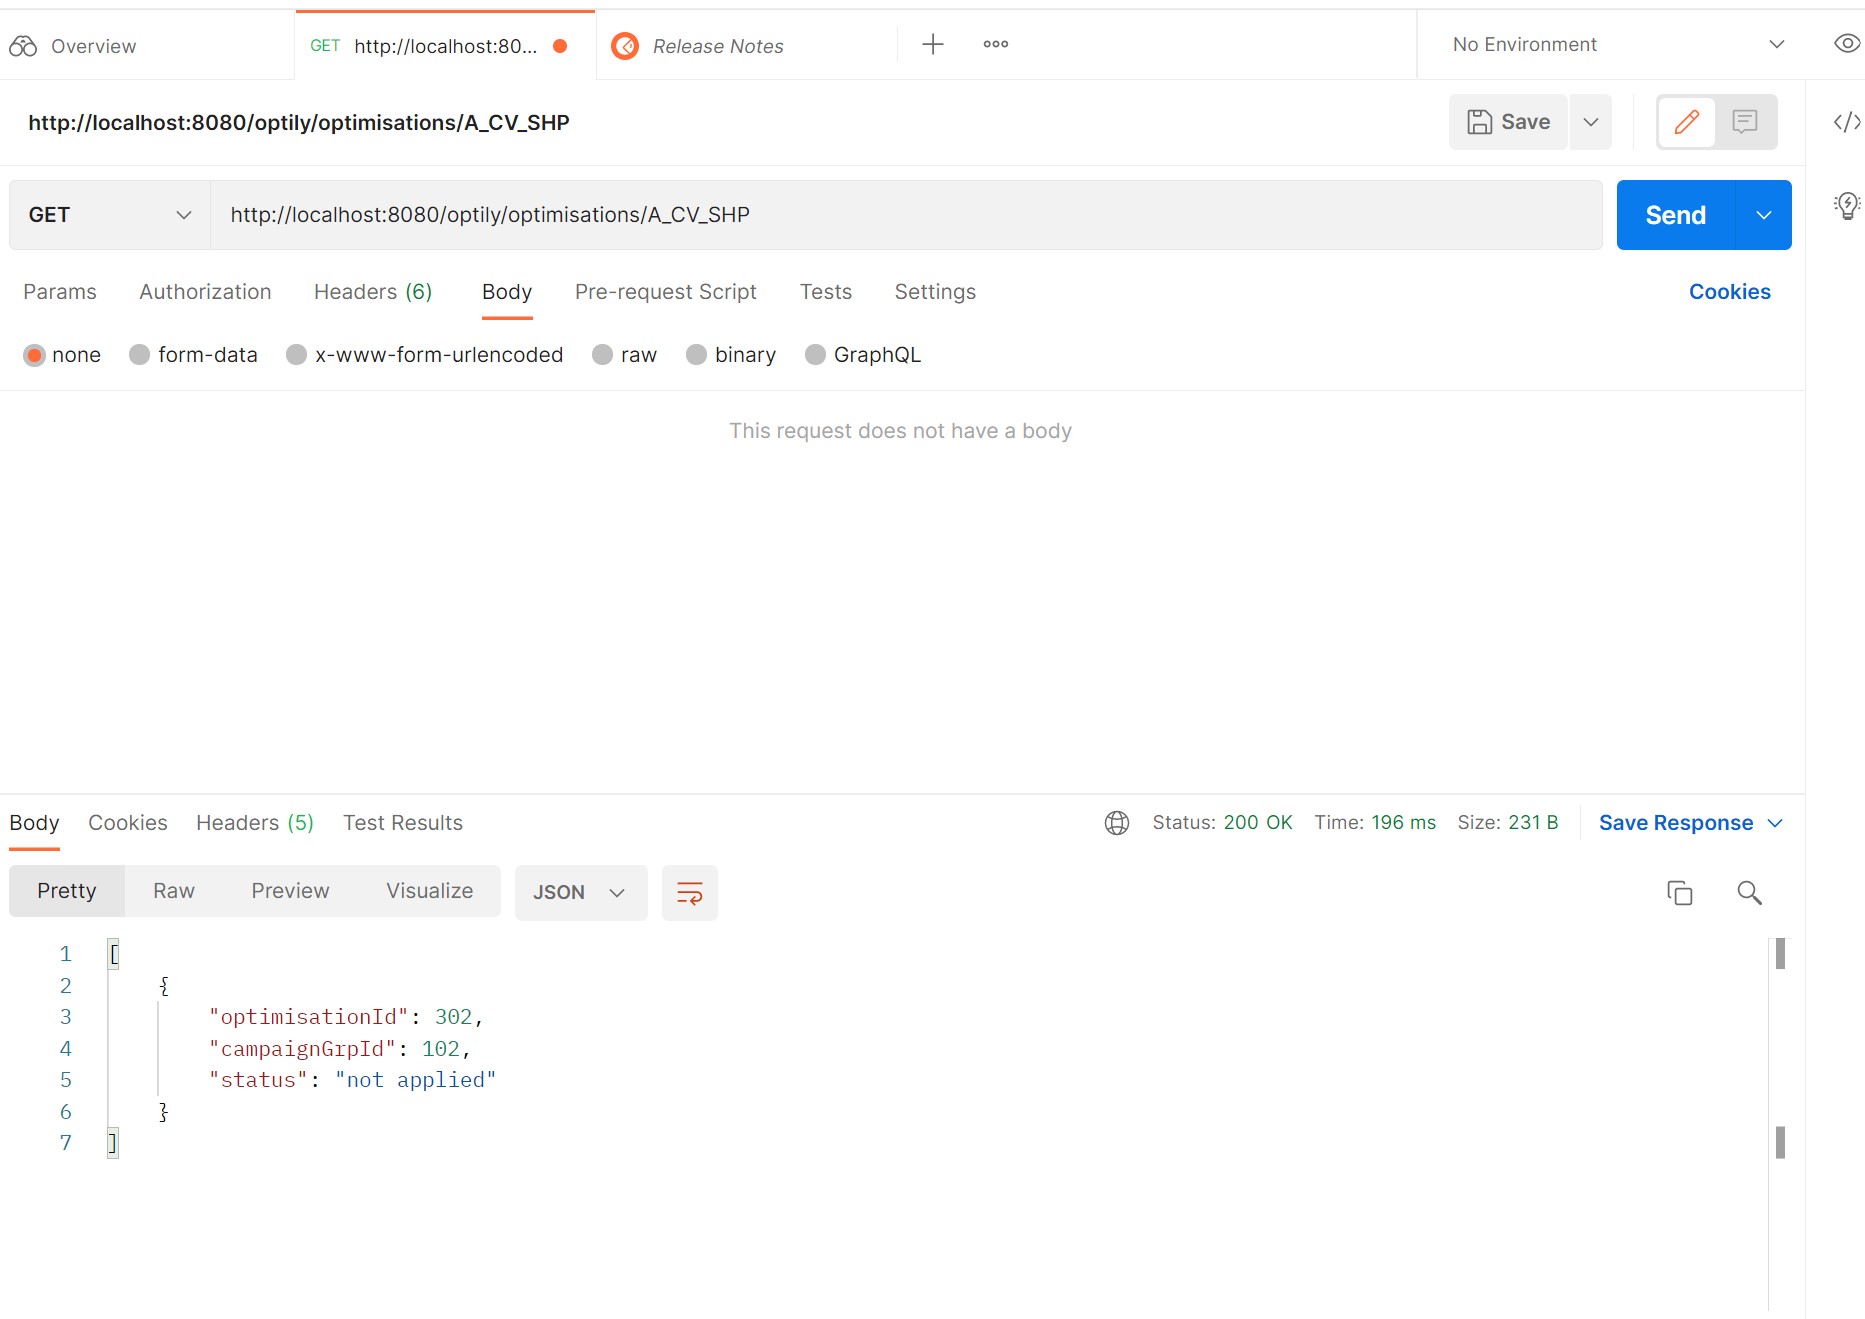 Overview
GET http://localhost:80...
Release Notes
No Environment
http://localhost:8080/optily/optimisations/A_CV_SHP
Save
GET
http://localhost:8080/optily/optimisations/A_CV_SHP
Send
Params Authorization Headers (6) Body Pre-request Script Tests Settings Cookies
none form-data x-www-form-urlencoded raw binary GraphQL
This request does not have a body
Body Cookies Headers (5) Test Results Status: 200 OK Time: 196 ms Size: 231 B Save Response
Pretty Raw Preview Visualize JSON
1 [
2 {
3 "optimisationId": 302,
4 "campaignGrpId": 102,
5 "status": "not applied"
6 }
7 ]